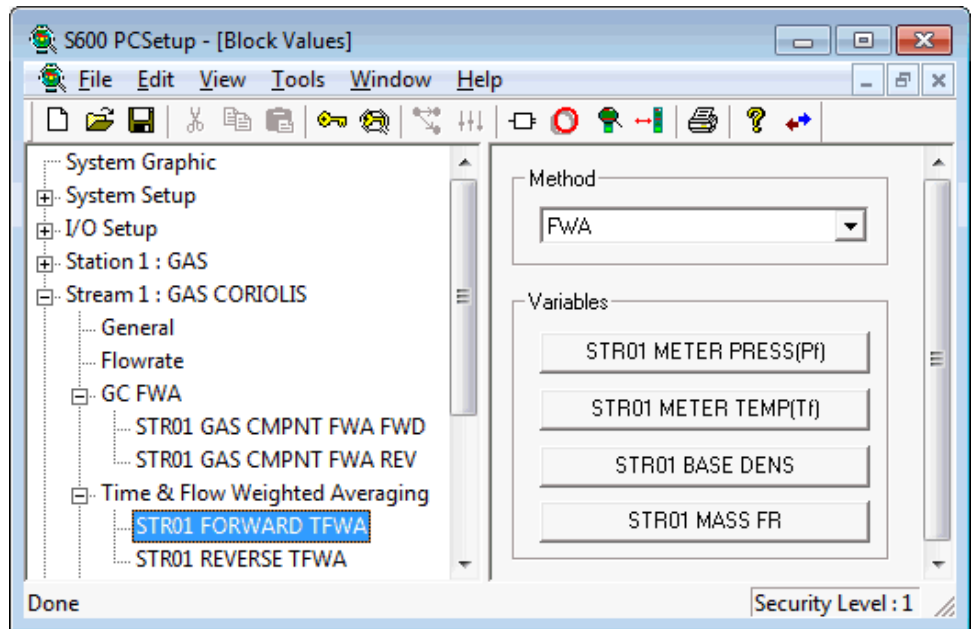 S600 PCSetup - [Block Values]
File Edit View Tools Window Help
System Graphic
System Setup
I/O Setup
Station 1 : GAS
Stream 1 : GAS CORIOLIS
General
Flowrate
GC FWA
STR01 GAS CMPNT FWA FWD
STR01 GAS CMPNT FWA REV
Time & Flow Weighted Averaging
STR01 FORWARD TFWA
STR01 REVERSE TFWA
Method
FWA
Variables
STR01 METER PRESS(Pf)
STR01 METER TEMP(Tf)
STR01 BASE DENS
STR01 MASS FR
Done
Security Level : 1